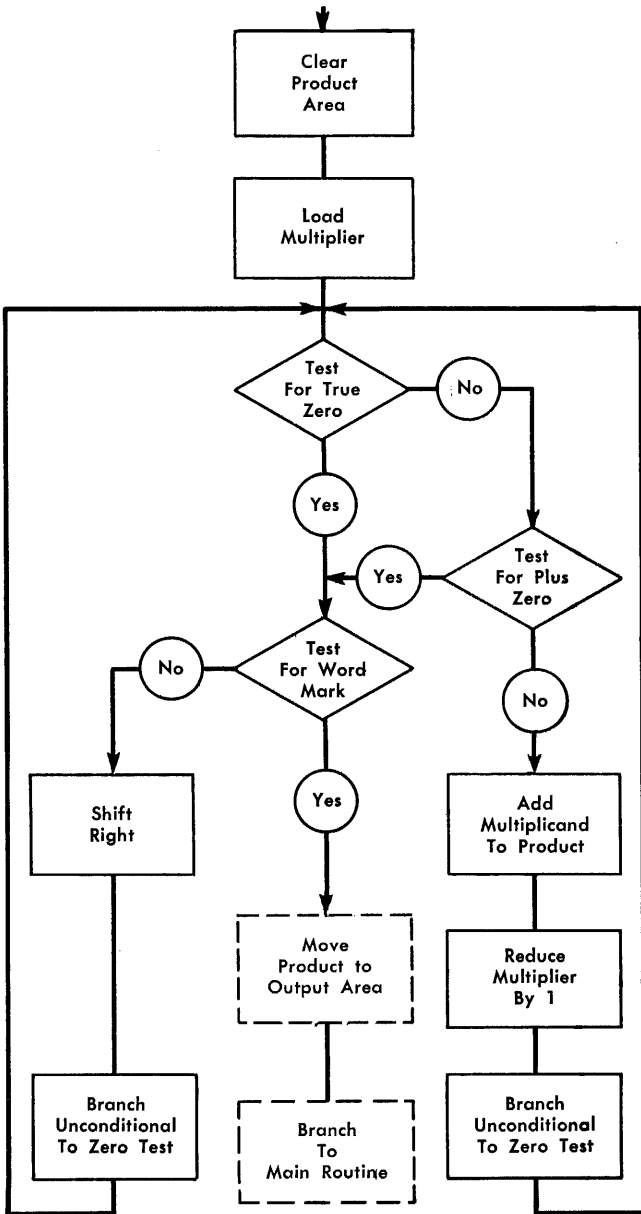 Clear
Product
Area
Load
Multiplier
Test
For True
Zero
No
Yes
Test
For Plus
Zero
Yes
Test
For Word
Mark
No
No
Yes
Shift
Right
Add
Multiplicand
To Product
Move
Product to
Output Area
Reduce
Multiplier
By 1
Branch
Unconditional
To Zero Test
Branch
To
Main Routine
Branch
Unconditional
To Zero Test